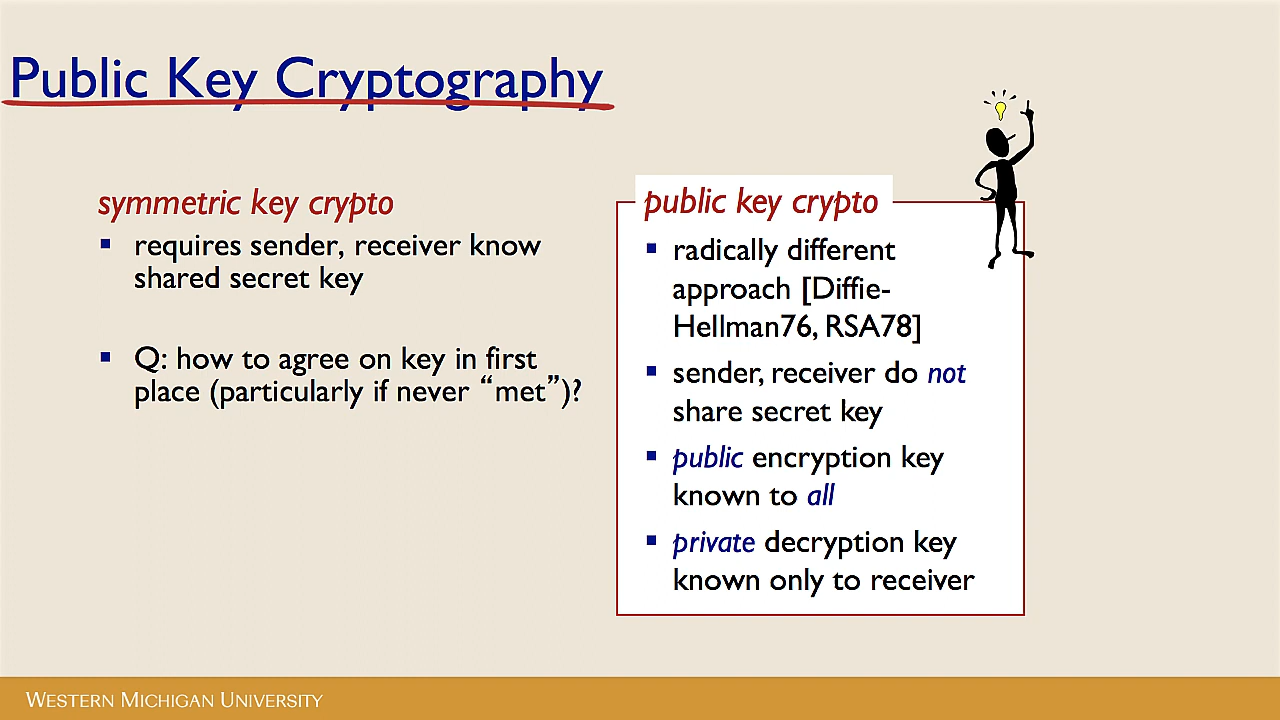 Public Key Cryptography
symmetric key crypto
▪ requires sender, receiver know
shared secret key
▪ Q: how to agree on key in first
place (particularly if never “met”)?
public key crypto
▪ radically different
approach [Diffie-
Hellman76, RSA78]
▪ sender, receiver do not
share secret key
▪ public encryption key
known to all
▪ private decryption key
known only to receiver
WESTERN MICHIGAN UNIVERSITY